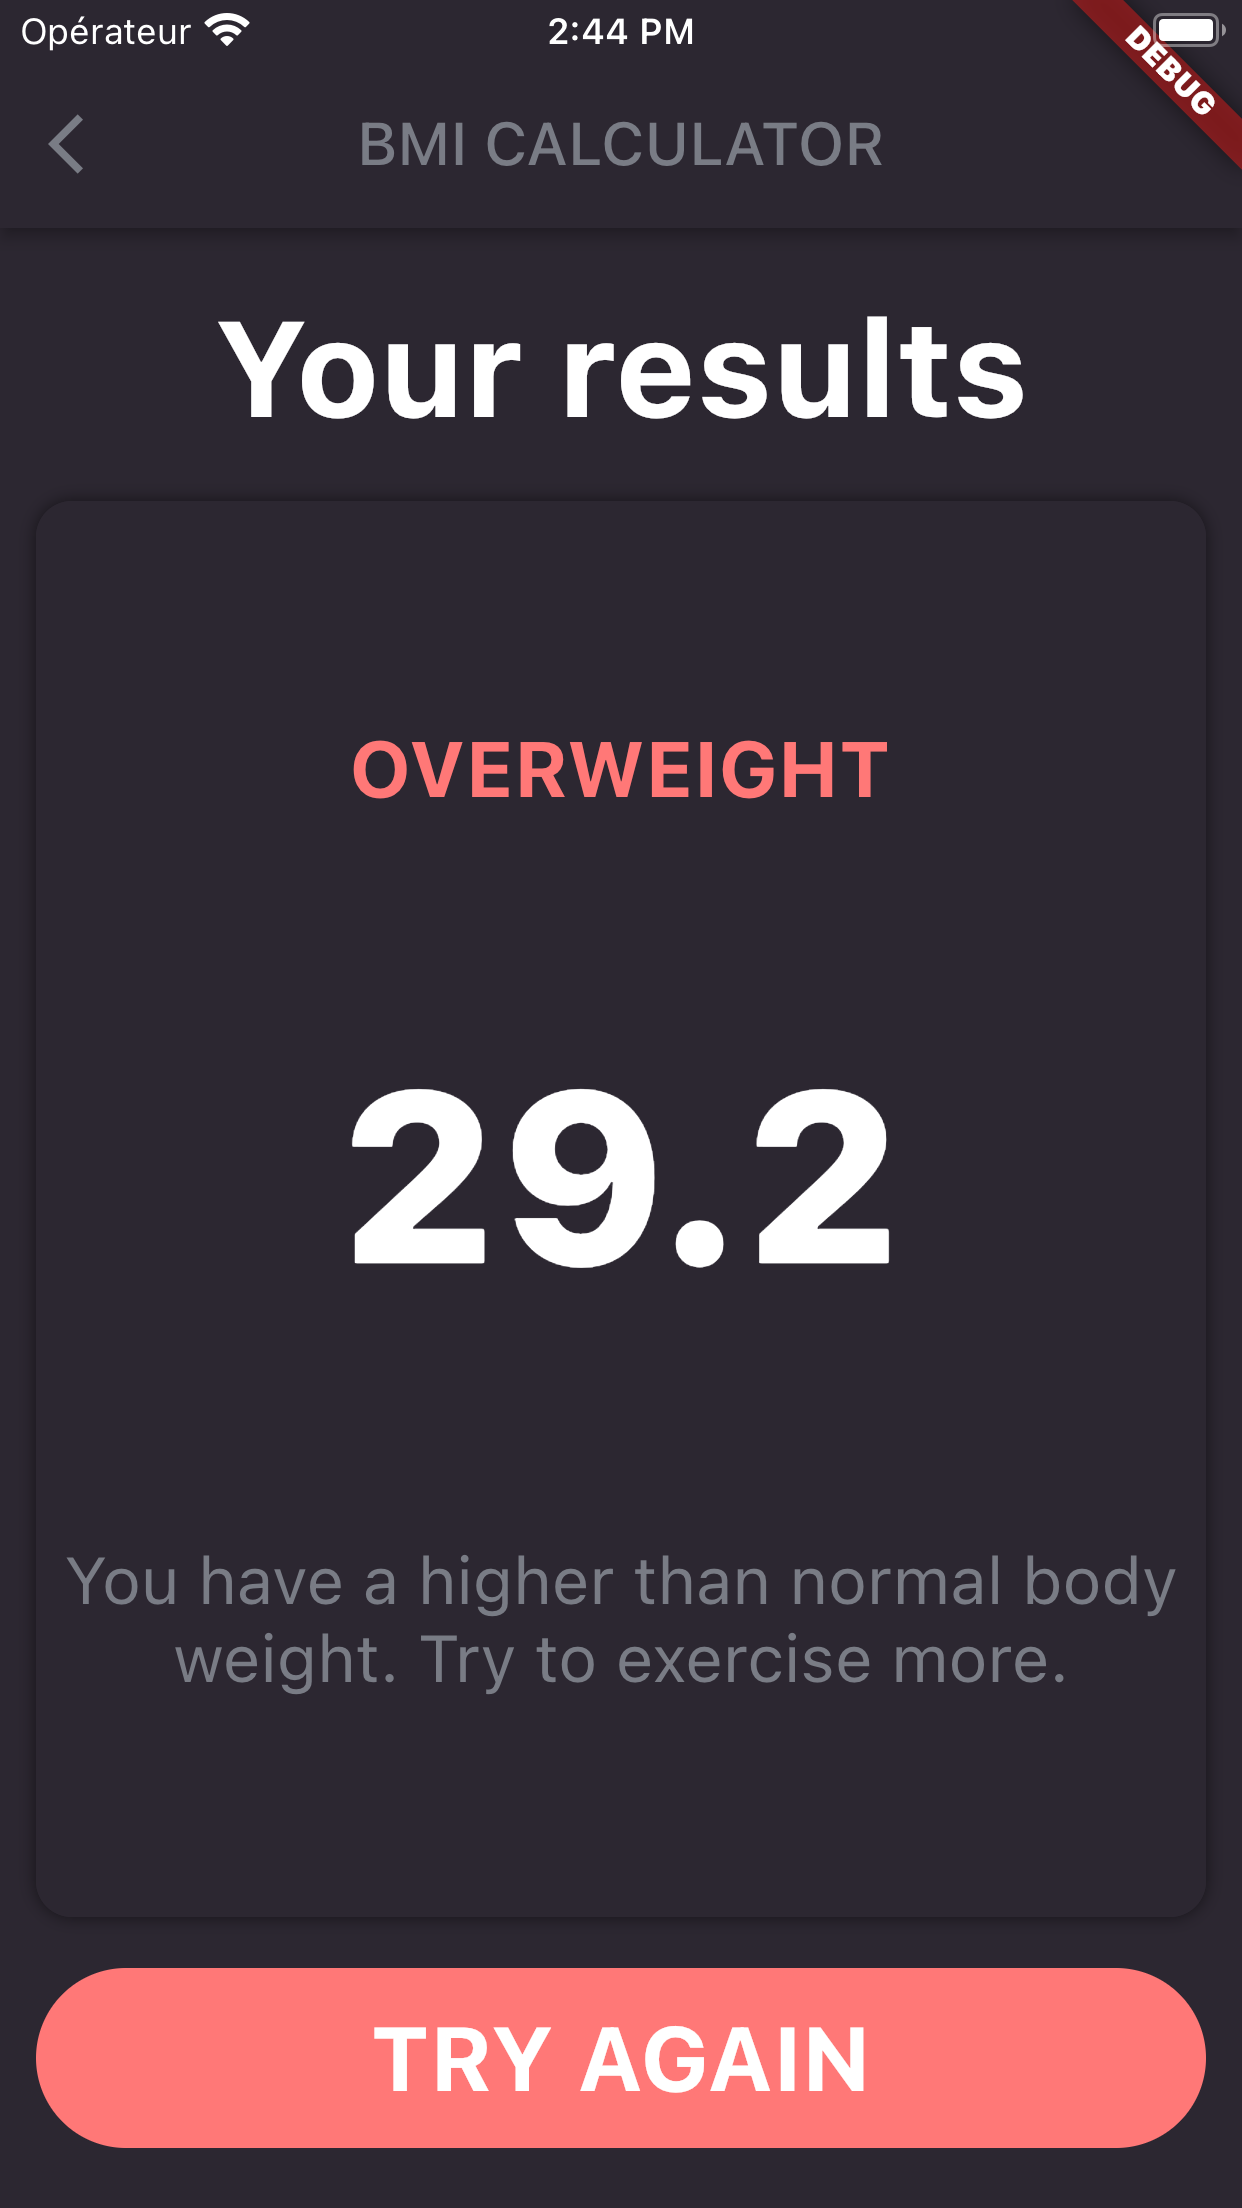 Opérateur 2:44 PM
DEBUG
BMI CALCULATOR
Your results
OVERWEIGHT
29.2
You have a higher than normal body
weight. Try to exercise more.
TRY AGAIN